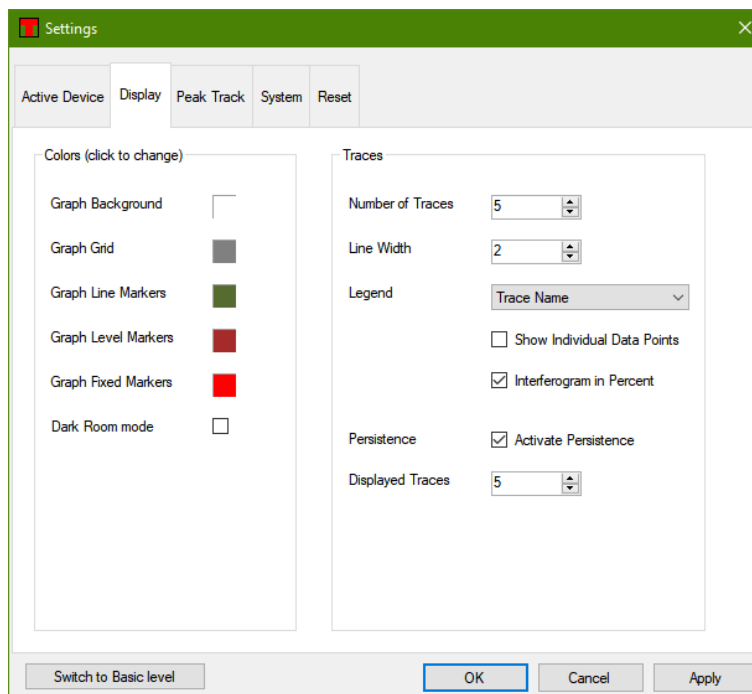 Settings
Active Device
Display
Peak Track
System
Reset
Colors (click to change)
Graph Background
Graph Grid
Graph Line Markers
Graph Level Markers
Graph Fixed Markers
Dark Room mode
Traces
Number of Traces 5
Line Width 2
Legend Trace Name
Show Individual Data Points
Interferogram in Percent
Persistence Activate Persistence
Displayed Traces 5
Switch to Basic level
OK
Cancel
Apply